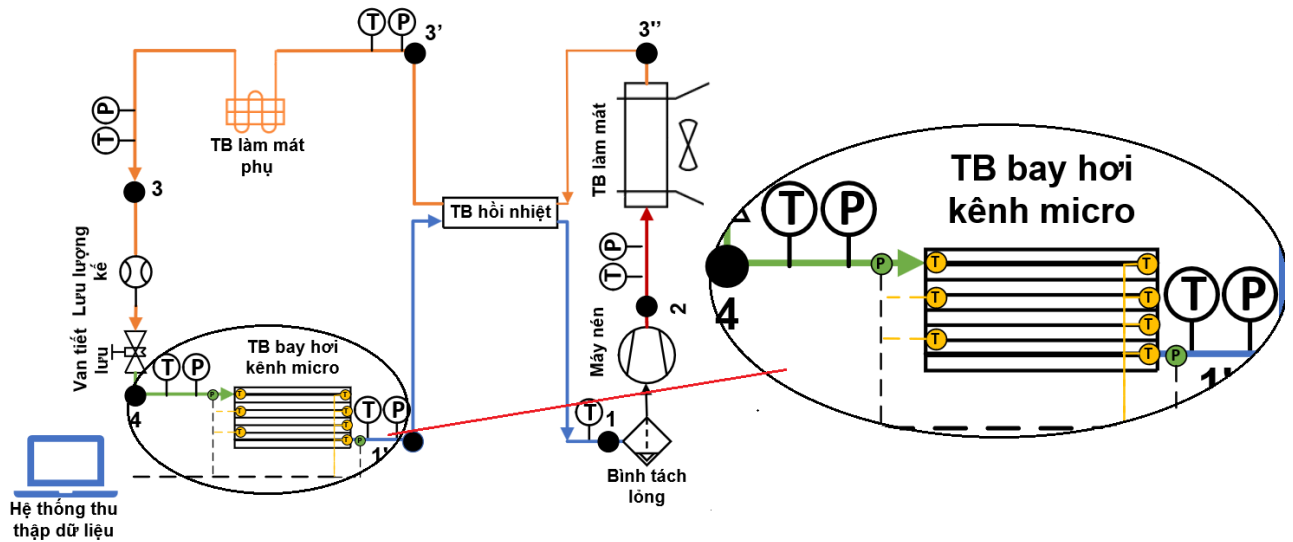 T
P
3’
3"
P
T
TB làm mát
phụ
TB làm mát
3
TB hồi nhiệt
Lưu lượng
kế
P
T
2
Van tiết
lưu
Máy nén
T
P
TB bay hơi
kênh micro
P
T
T
T
T
T
T
T
P
T
P
4
1'
T
1
Bình tách
lỏng
Hệ thống thu
thập dữ liệu
TB bay hơi
kênh micro
T
P
P
T
T
T
T
T
T
T
P
T
P
4
1'